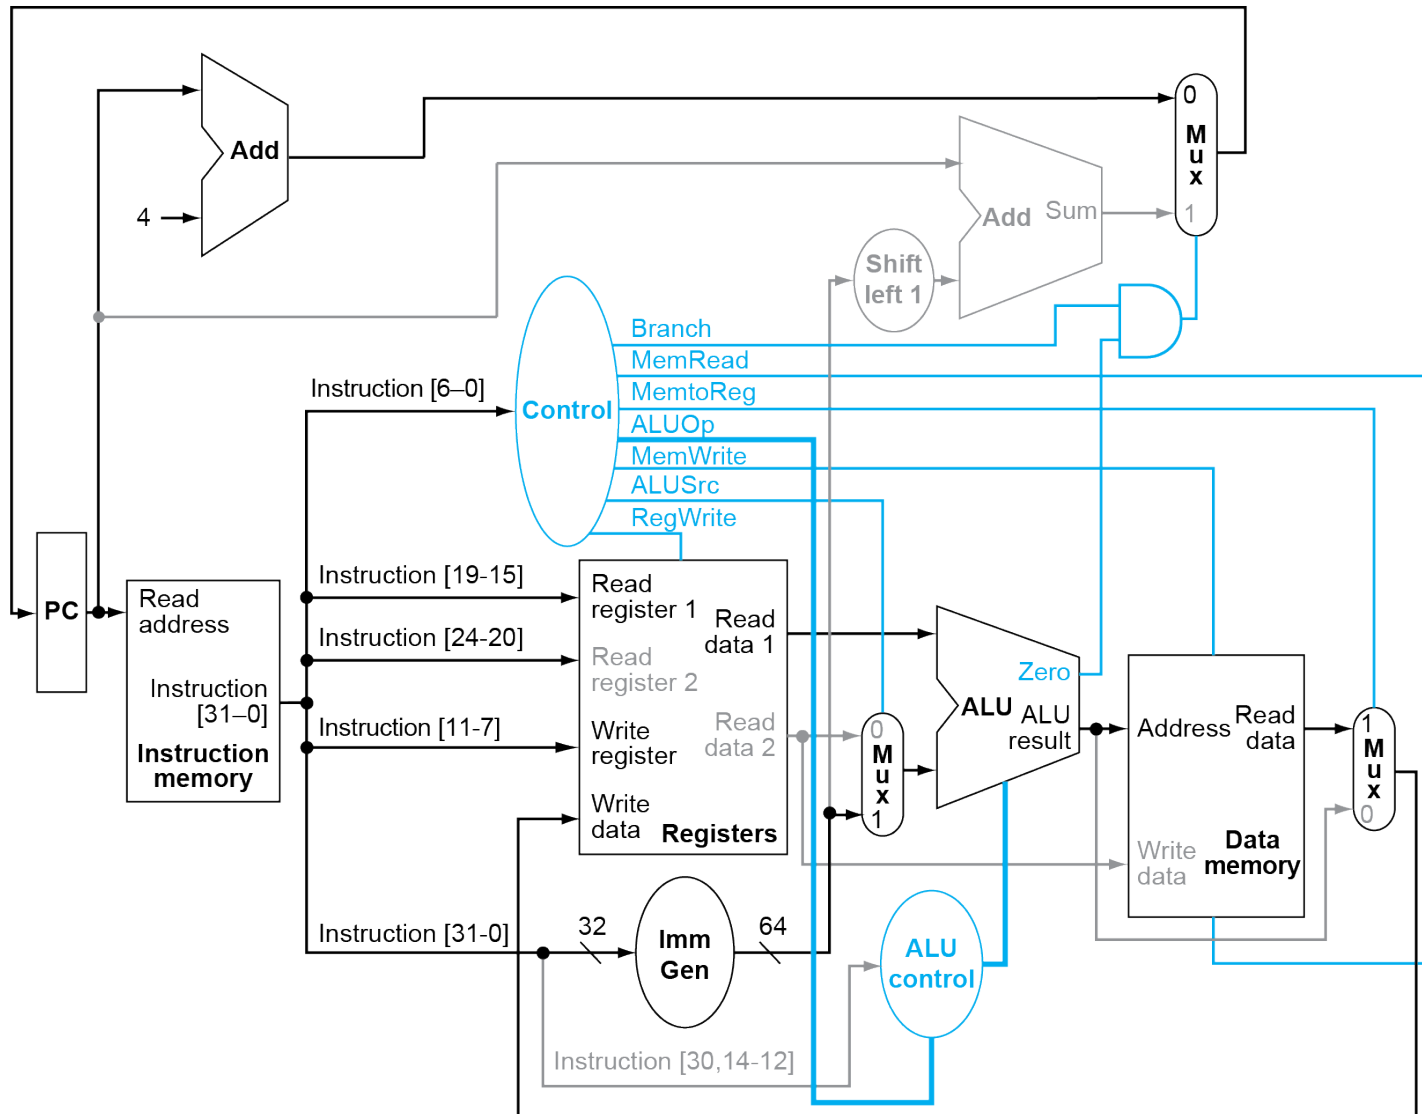 0
M
u
x
1
Add
4
Add
Sum
Shift
left 1
Branch
MemRead
MemtoReg
ALUOp
MemWrite
ALUSrc
RegWrite
Control
Instruction [6–0]
Instruction [19-15]
Instruction [24-20]
Instruction [11-7]
Instruction [31-0]
PC
Read
address
Instruction
[31–0]
Instruction
memory
Read
register 1
Read
register 2
Write
register
Write
data
Read
data 1
Read
data 2
Registers
0
M
u
x
1
Zero
ALU
ALU
result
Address
Read
data
Write
data
Data
memory
1
M
u
x
0
32
Imm
Gen
64
ALU
control
Instruction [30,14-12]